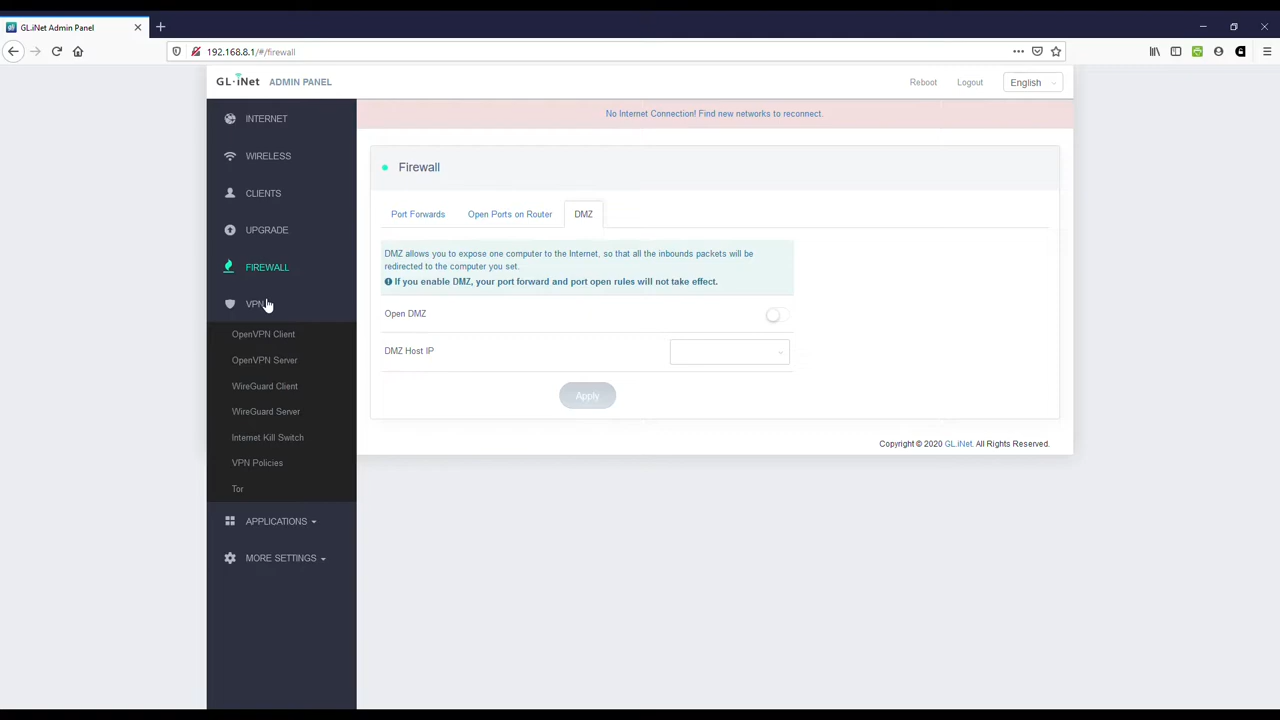 GL.iNet Admin Panel
192.168.8.1/#/firewall
GL·iNet ADMIN PANEL
Reboot
Logout
English
INTERNET
WIRELESS
CLIENTS
UPGRADE
FIREWALL
VPN
OpenVPN Client
OpenVPN Server
WireGuard Client
WireGuard Server
Internet Kill Switch
VPN Policies
Tor
APPLICATIONS
MORE SETTINGS
No Internet Connection! Find new networks to reconnect.
Firewall
Port Forwards
Open Ports on Router
DMZ
DMZ allows you to expose one computer to the Internet, so that all the inbounds packets will be
redirected to the computer you set.
If you enable DMZ, your port forward and port open rules will not take effect.
Open DMZ
DMZ Host IP
Apply
Copyright © 2020 GL.iNet. All Rights Reserved.